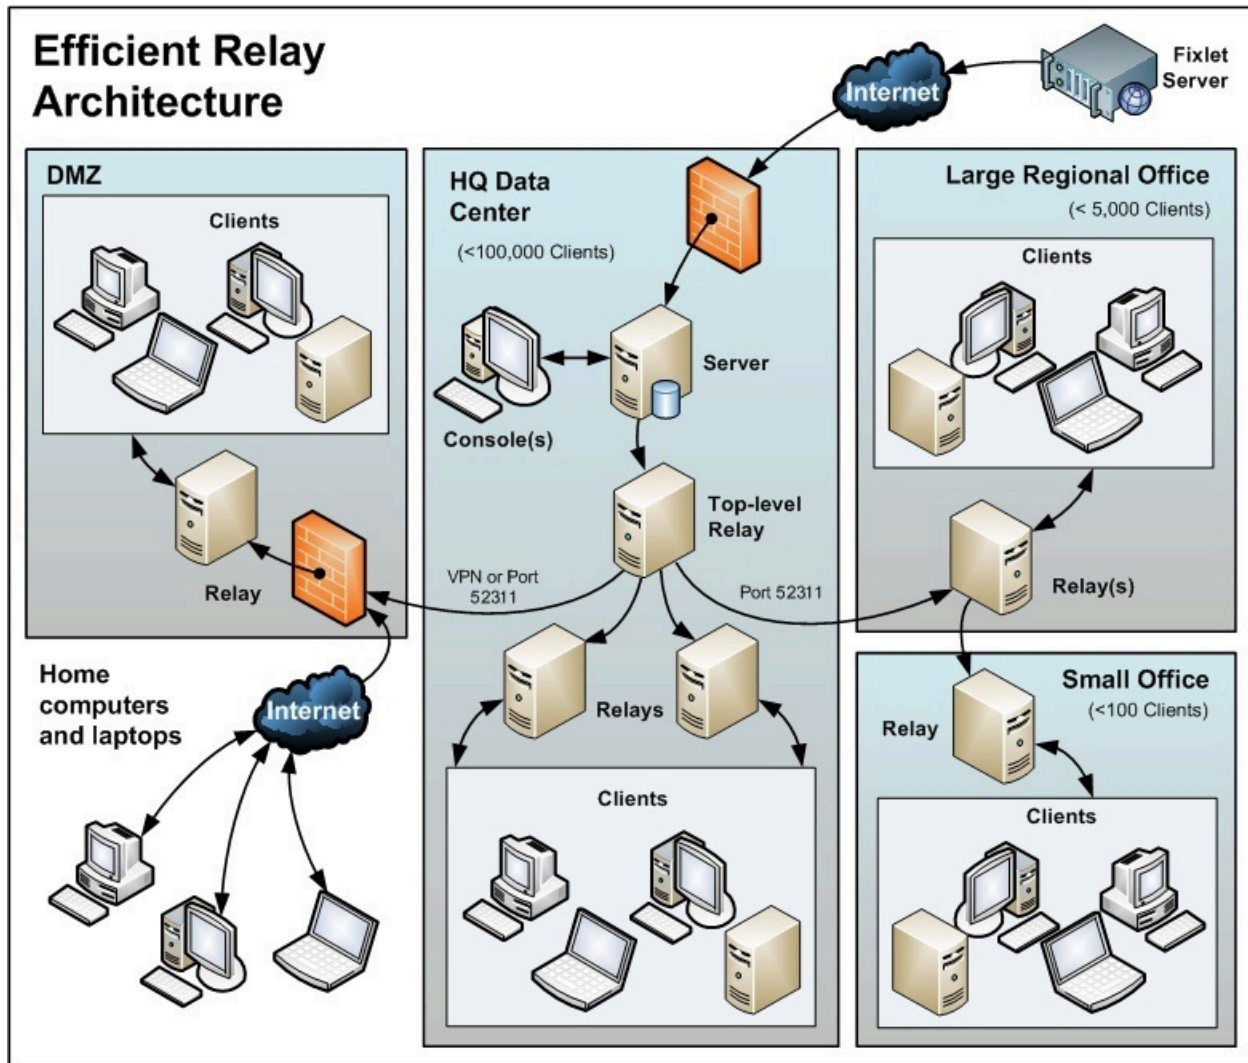 Efficient Relay
Architecture
Internet
Fixlet
Server
DMZ
Clients
Relay
Home
computers
and laptops
Internet
HQ Data
Center
(<100,000 Clients)
Server
Console(s)
Top-level
Relay
VPN or Port
52311
Port 52311
Relays
Clients
Large Regional Office
(< 5,000 Clients)
Clients
Relay(s)
Small Office
(<100 Clients)
Relay
Clients